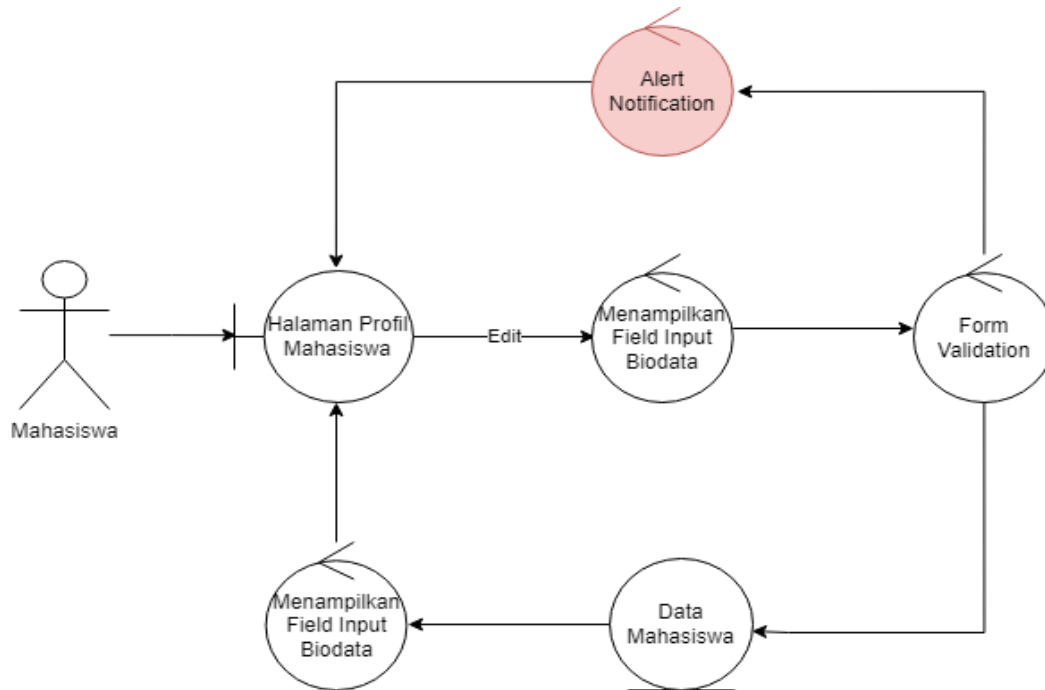 Alert
Notification
Halaman Profil
Mahasiswa
Edit
Menampilkan
Field Input
Biodata
Form
Validation
Mahasiswa
Menampilkan
Field Input
Biodata
Data
Mahasiswa